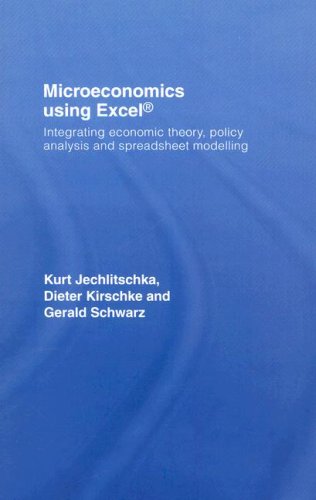 Microeconomics
using Excel®
Integrating economic theory, policy
analysis and spreadsheet modelling
Kurt Jechlitschka,
Dieter Kirschke and
Gerald Schwarz